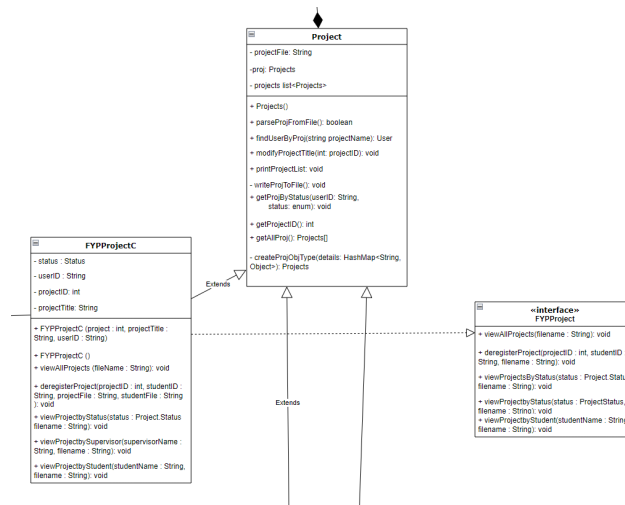 Project
- projectFile: String
-proj: Projects
- projects list<Projects>
+ Projects()
+ parseProjFromFile(): boolean
+ findUserByProj(string projectName): User
+ modifyProjectTitle(int: projectID): void
+ printProjectList: void
- writeProjToFile(): void
+ getProjByStatus(userID: String,
status: enum): void
+ getProjectID(): int
+ getAllProj(): Projects[]
- createProjObjType(details: HashMap<String,
Object>): Projects
FYPProjectC
- status : Status
- userID : String
- projectID: int
- projectTitle: String
+ FYPProjectC (project : int, projectTitle :
String, userID : String)
+ FYPProjectC ()
+ viewAllProjects (fileName : String): void
+ deregisterProject(projectID : int, studentID :
String, projectFile : String, studentFile : String
): void
+ viewProjectbyStatus(status : Project.Status
filename : String): void
+ viewProjectbySupervisor(supervisorName :
String, filename : String): void
+ viewProjectbyStudent(studentName : String,
filename : String): void
Extends
Extends
«interface»
FYPProject
+ viewAllProjects(filename : String): void
+ deregisterProject(projectID : int, studentID :
String, filename : String): void
+ viewProjectsByStatus(status : Project.Statu
filename : String): void
+ viewProjectbyStatus(status : ProjectStatus,
filename : String): void
+ viewProjectbyStudent(studentName : String
filename : String): void